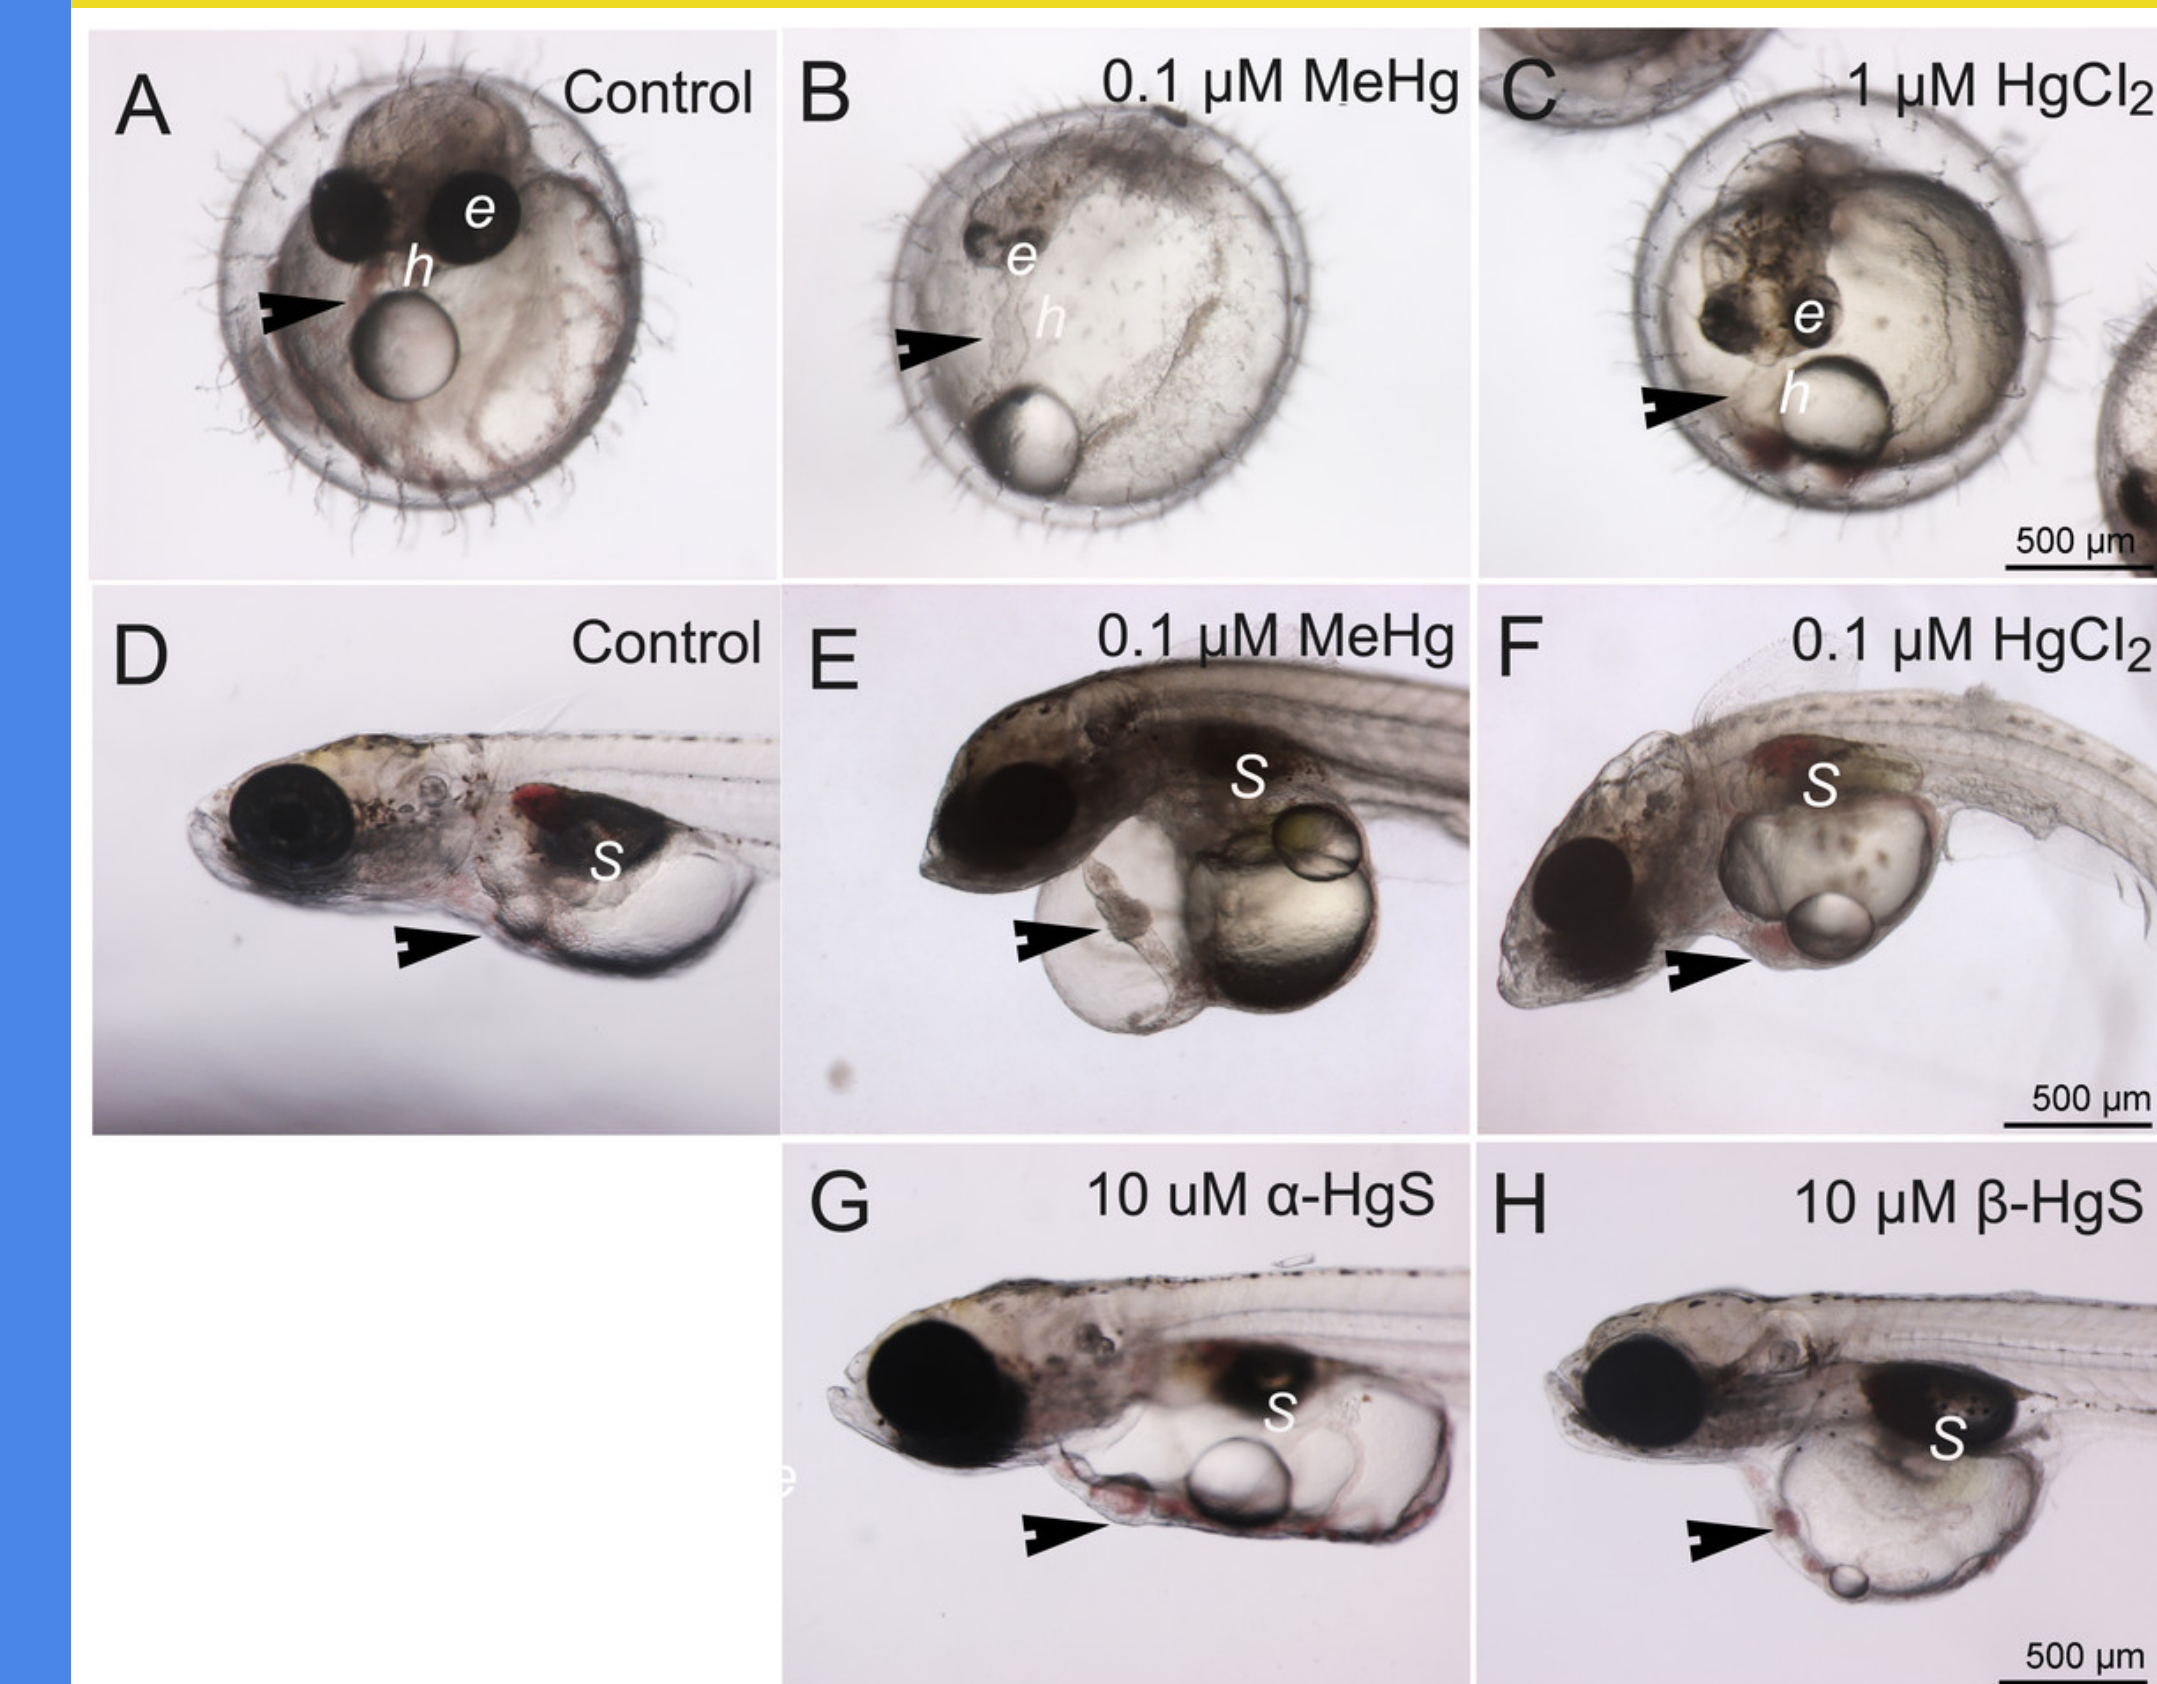 A Control
e
h
B 0.1 µM MeHg
e
h
C 1 µM HgCl2
e
h
500 µm
D Control
S
E 0.1 µM MeHg
S
F 0.1 µM HgCl2
S
500 µm
G 10 uM α-HgS
S
e
H 10 µM β-HgS
S
500 µm